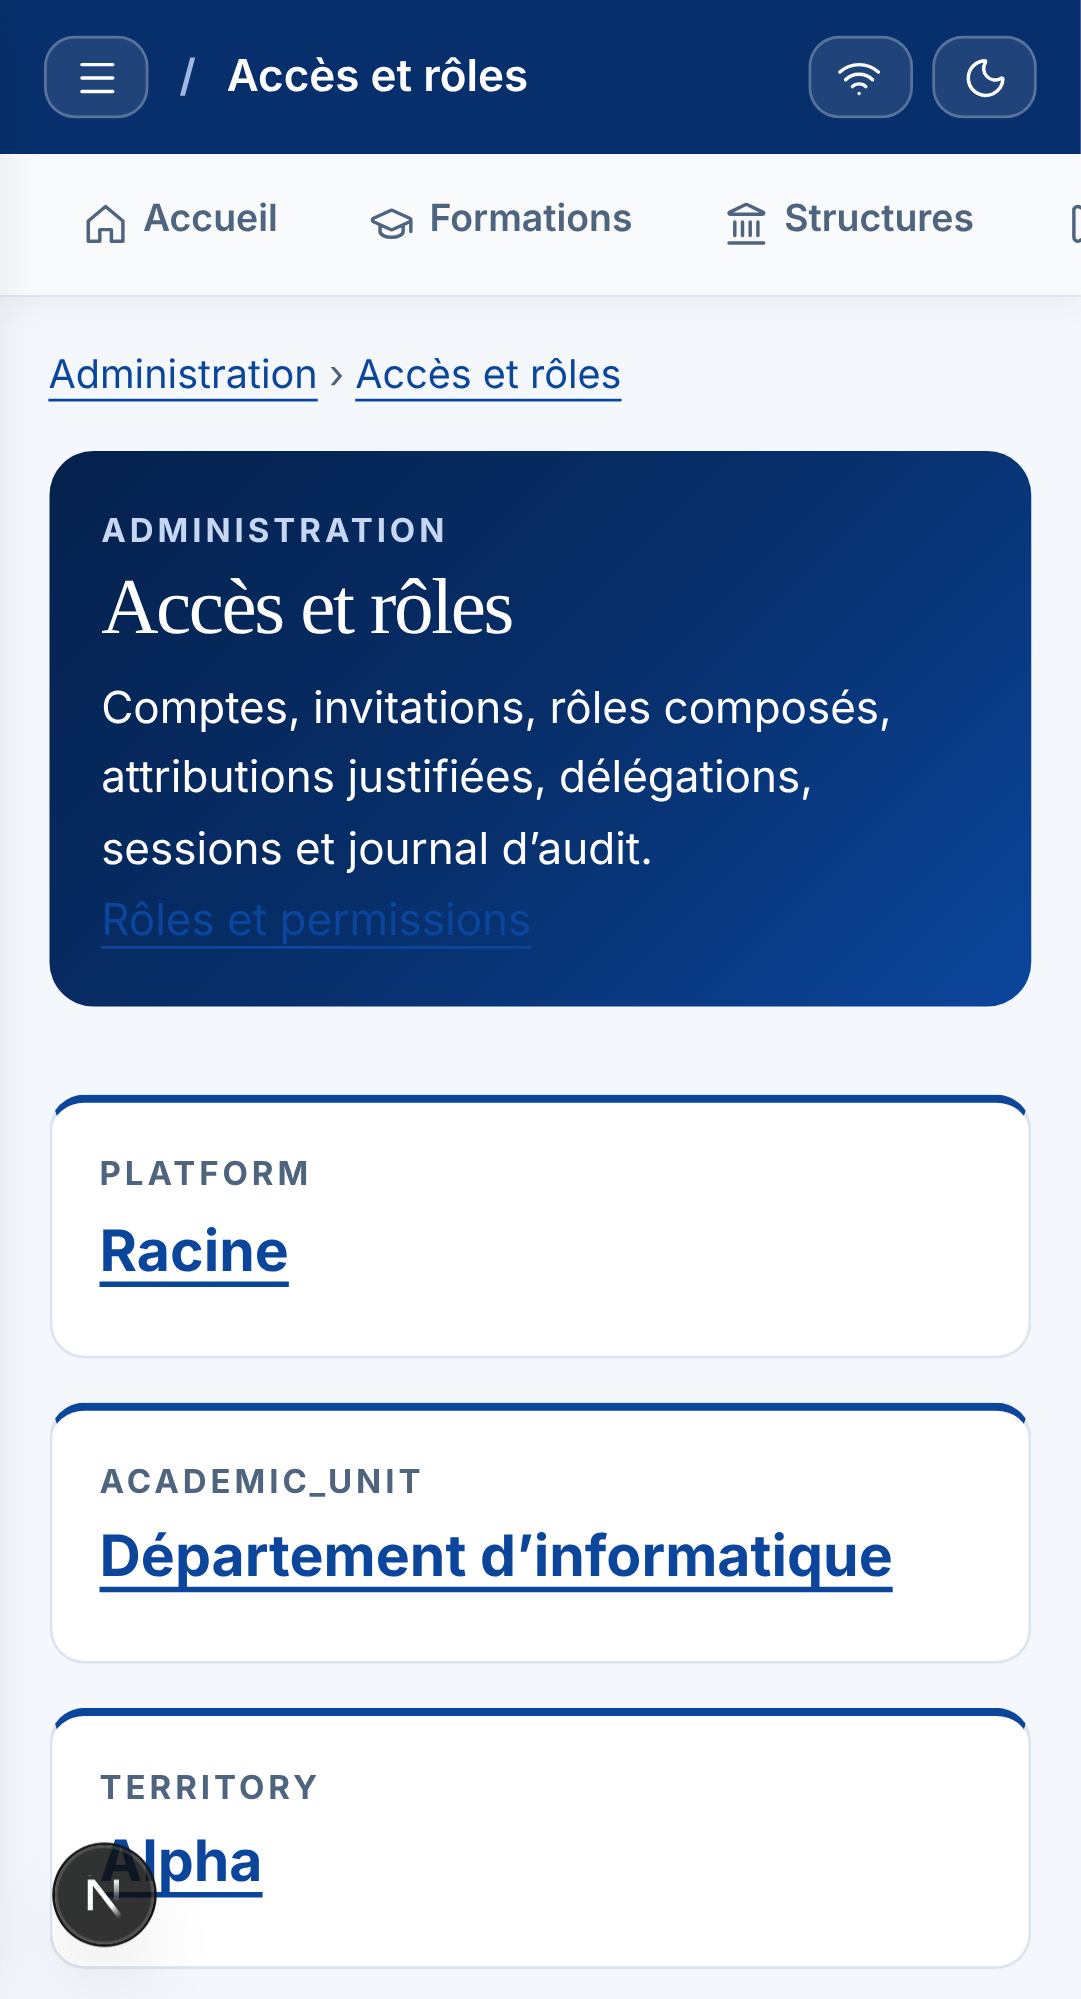 / Accès et rôles
Accueil Formations Structures
Administration › Accès et rôles
ADMINISTRATION
Accès et rôles
Comptes, invitations, rôles composés,
attributions justifiées, délégations,
sessions et journal d’audit.
Rôles et permissions
PLATFORM
Racine
ACADEMIC_UNIT
Département d’informatique
TERRITORY
Alpha
N